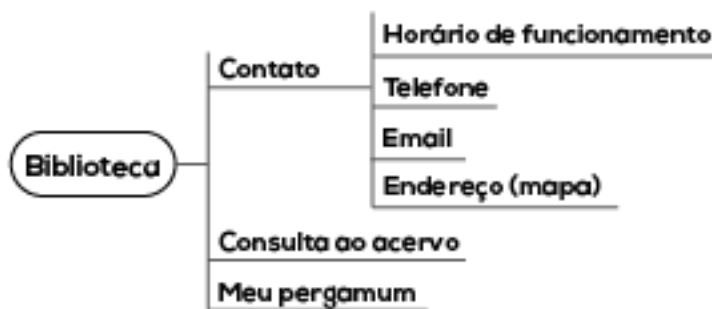 Biblioteca
Contato
Horário de funcionamento
Telefone
Email
Endereço (mapa)
Consulta ao acervo
Meu pergamum